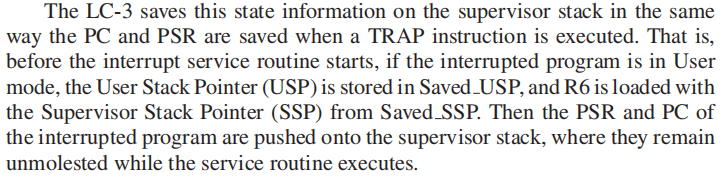 The LC-3 saves this state information on the supervisor stack in the same
way the PC and PSR are saved when a TRAP instruction is executed. That is,
before the interrupt service routine starts, if the interrupted program is in User
mode, the User Stack Pointer (USP) is stored in Saved_USP, and R6 is loaded with
the Supervisor Stack Pointer (SSP) from Saved_SSP. Then the PSR and PC of
the interrupted program are pushed onto the supervisor stack, where they remain
unmolested while the service routine executes.